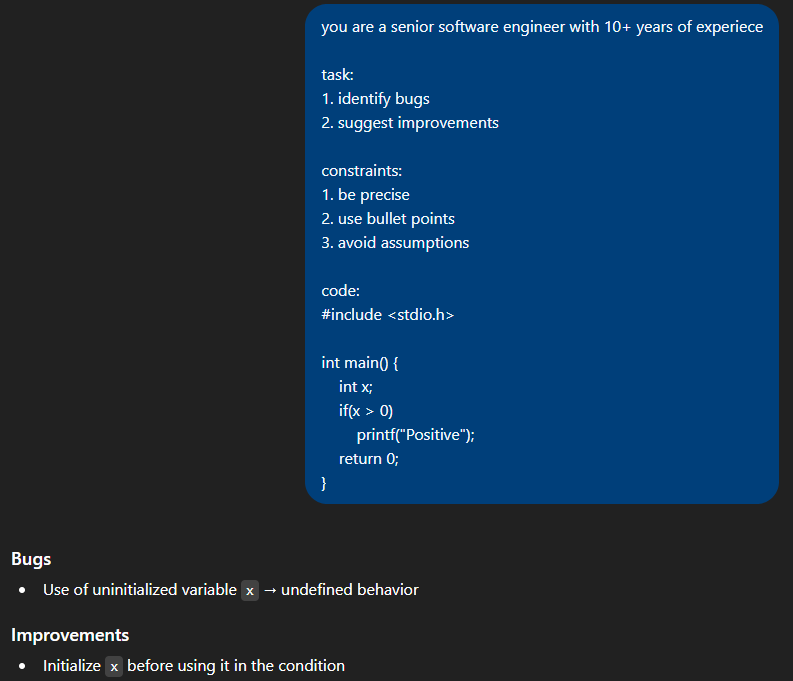 you are a senior software engineer with 10+ years of experiece
task:
1. identify bugs
2. suggest improvements
constraints:
1. be precise
2. use bullet points
3. avoid assumptions
code:
#include <stdio.h>
int main() {
int x;
if(x > 0)
printf("Positive");
return 0;
}
Bugs
• Use of uninitialized variable x → undefined behavior
Improvements
• Initialize x before using it in the condition